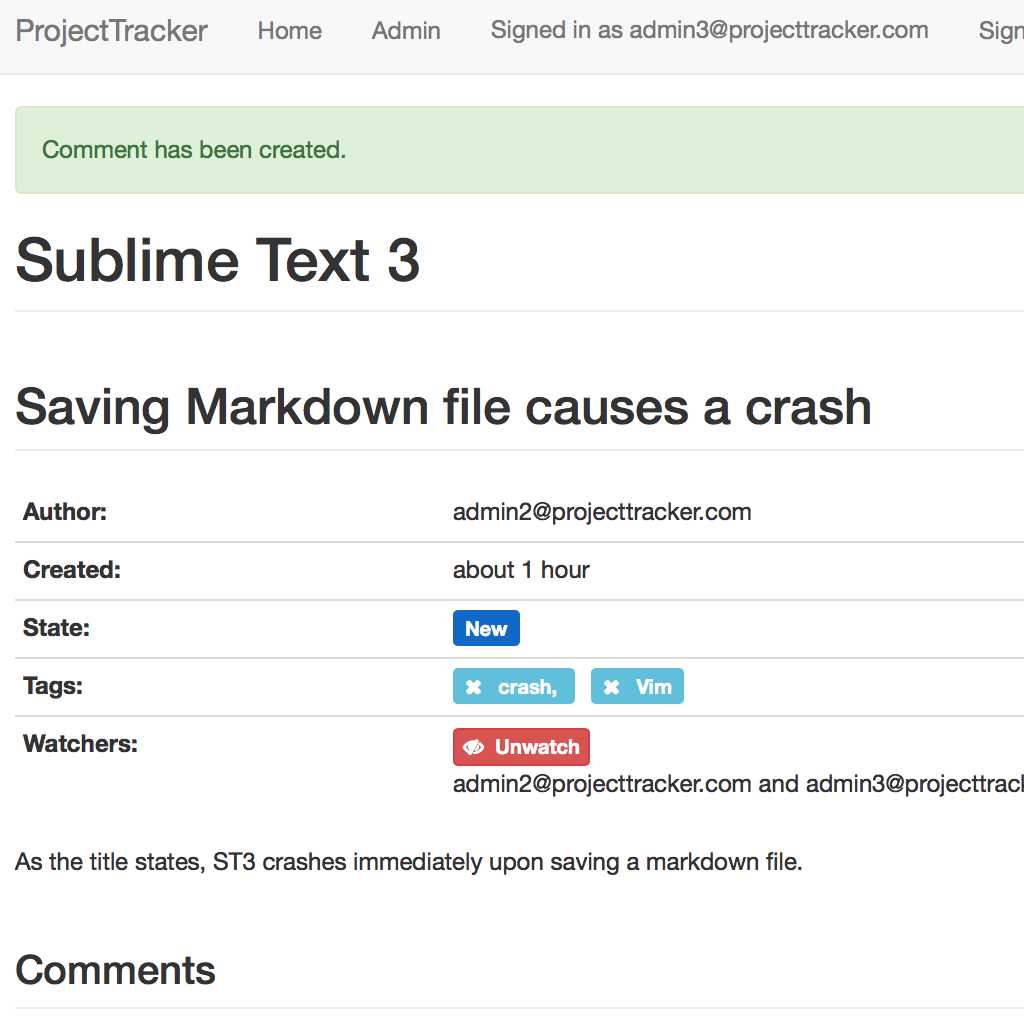 ProjectTracker Home Admin Signed in as admin3@projecttracker.com Sign
Comment has been created.
Sublime Text 3
Saving Markdown file causes a crash
Author: admin2@projecttracker.com
Created: about 1 hour
State: New
Tags: crash, Vim
Watchers: Unwatch
admin2@projecttracker.com and admin3@projecttrack
As the title states, ST3 crashes immediately upon saving a markdown file.
Comments